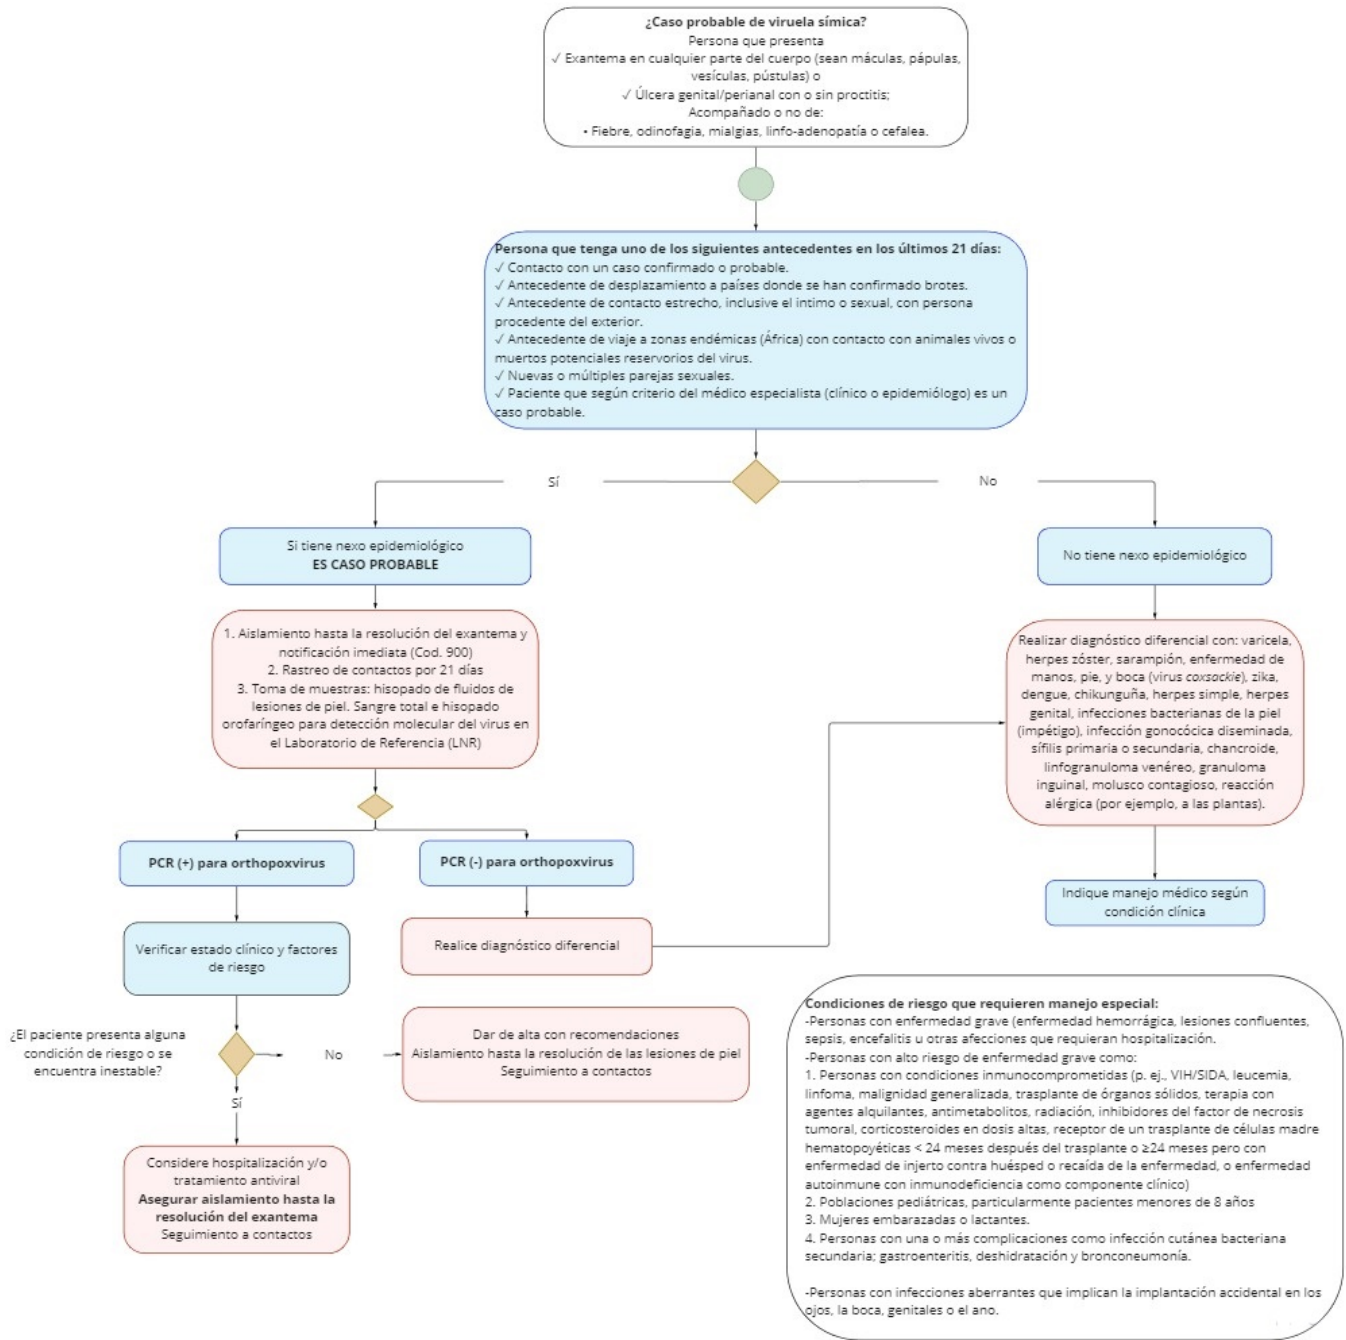 ¿Caso probable de viruela símica?
Persona que presenta
✓ Exantema en cualquier parte del cuerpo (sean máculas, pápulas,
vesículas, pústulas) o
✓ Úlcera genital/perianal con o sin proctitis;
Acompañado o no de:
• Fiebre, odinofagia, mialgias, linfo-adenopatía o cefalea.
Persona que tenga uno de los siguientes antecedentes en los últimos 21 días:
✓ Contacto con un caso confirmado o probable.
✓ Antecedente de desplazamiento a países donde se han confirmado brotes.
✓ Antecedente de contacto estrecho, inclusive el intimo o sexual, con persona
procedente del exterior.
✓ Antecedente de viaje a zonas endémicas (África) con contacto con animales vivos o
muertos potenciales reservorios del virus.
✓ Nuevas o múltiples parejas sexuales.
✓ Paciente que según criterio del médico especialista (clínico o epidemiólogo) es un
caso probable.
Sí
No
Si tiene nexo epidemiológico
ES CASO PROBABLE
No tiene nexo epidemiológico
1. Aislamiento hasta la resolución del exantema y
notificación imediata (Cod. 900)
2. Rastreo de contactos por 21 días
3. Toma de muestras: hisopado de fluidos de
lesiones de piel. Sangre total e hisopado
orofaríngeo para detección molecular del virus en
el Laboratorio de Referencia (LNR)
Realizar diagnóstico diferencial con: varicela,
herpes zóster, sarampión, enfermedad de
manos, pie, y boca (virus coxsackie), zika,
dengue, chikunguña, herpes simple, herpes
genital, infecciones bacterianas de la piel
(impétigo), infección gonocócica diseminada,
sífilis primaria o secundaria, chancroide,
linfogranuloma venéreo, granuloma
inguinal, molusco contagioso, reacción
alérgica (por ejemplo, a las plantas).
PCR (+) para orthopoxvirus
PCR (-) para orthopoxvirus
Indique manejo médico según
condición clínica
Verificar estado clínico y factores
de riesgo
Realice diagnóstico diferencial
¿El paciente presenta alguna
condición de riesgo o se
encuentra inestable?
No
Dar de alta con recomendaciones
Aislamiento hasta la resolución de las lesiones de piel
Seguimiento a contactos
Sí
Considere hospitalización y/o
tratamiento antiviral
Asegurar aislamiento hasta la
resolución del exantema
Seguimiento a contactos
Condiciones de riesgo que requieren manejo especial:
-Personas con enfermedad grave (enfermedad hemorrágica, lesiones confluentes,
sepsis, encefalitis u otras afecciones que requieran hospitalización.
-Personas con alto riesgo de enfermedad grave como:
1. Personas con condiciones inmunocomprometidas (p. ej., VIH/SIDA, leucemia,
linfoma, malignidad generalizada, trasplante de órganos sólidos, terapia con
agentes alquilantes, antimetabolitos, radiación, inhibidores del factor de necrosis
tumoral, corticosteroides en dosis altas, receptor de un trasplante de células madre
hematopoyéticas < 24 meses después del trasplante o ≥24 meses pero con
enfermedad de injerto contra huésped o recaída de la enfermedad, o enfermedad
autoinmune con inmunodeficiencia como componente clínico)
2. Poblaciones pediátricas, particularmente pacientes menores de 8 años
3. Mujeres embarazadas o lactantes.
4. Personas con una o más complicaciones como infección cutánea bacteriana
secundaria; gastroenteritis, deshidratación y bronconeumonía.
-Personas con infecciones aberrantes que implican la implantación accidental en los
ojos, la boca, genitales o el ano.